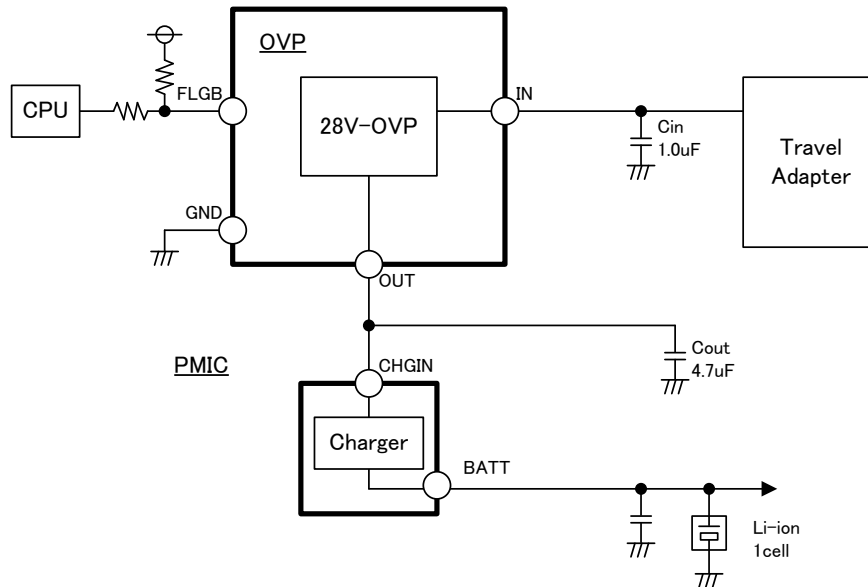 OVP
CPU
FLGB
IN
28V-OVP
Cin
1.0uF
Travel
Adapter
GND
OUT
PMIC
CHGIN
Cout
4.7uF
Charger
BATT
Li-ion
1cell